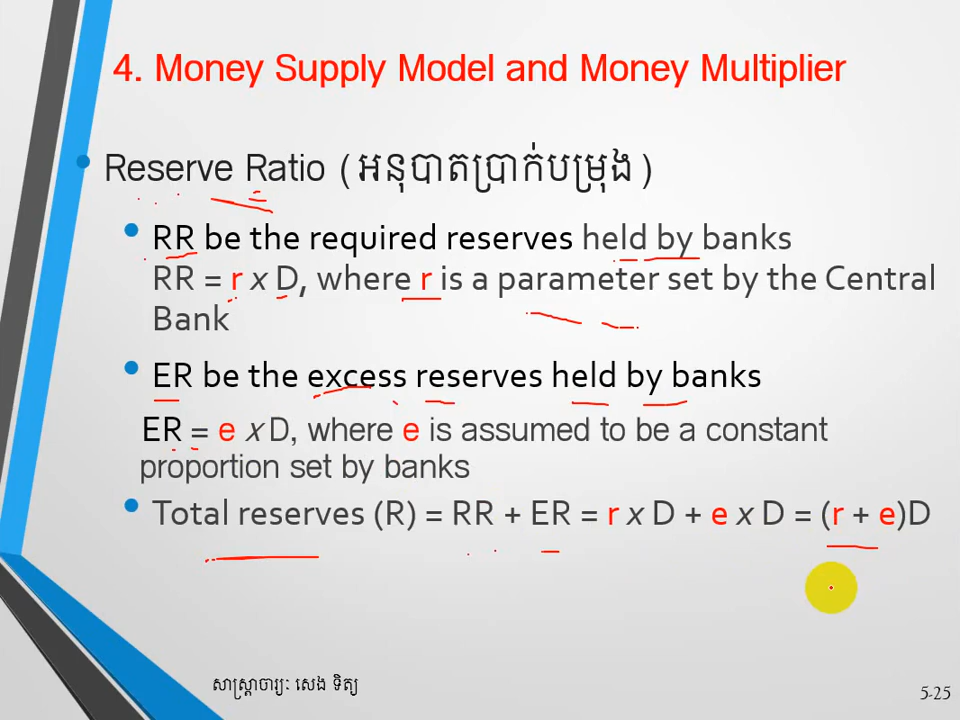 4. Money Supply Model and Money Multiplier
• Reserve Ratio (អនុបាតប្រាក់បម្រុង)
• RR be the required reserves held by banks
RR = r x D, where r is a parameter set by the Central
Bank
• ER be the excess reserves held by banks
ER = e x D, where e is assumed to be a constant
proportion set by banks
• Total reserves (R) = RR + ER = r x D + e x D = (r + e)D
សាស្ត្រាចារ្យៈ សេង ទិត្យ
5-25